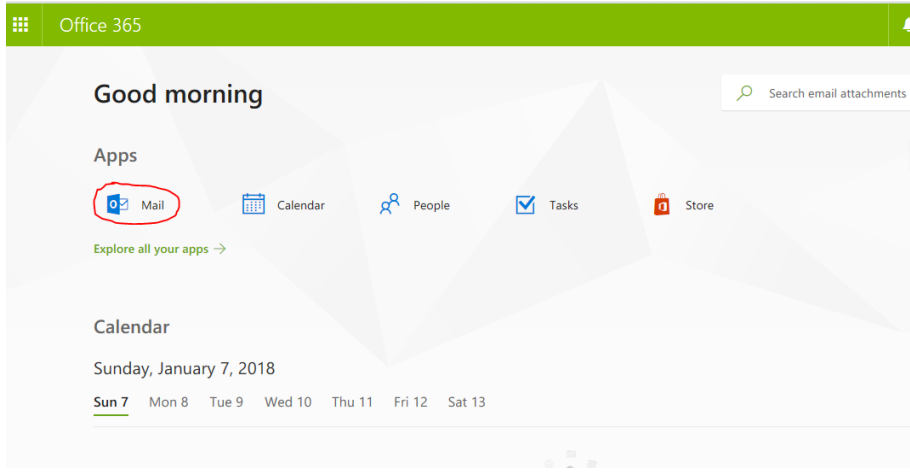 Office 365
Good morning
Search email attachments
Apps
Mail Calendar People Tasks Store
Explore all your apps →
Calendar
Sunday, January 7, 2018
Sun 7 Mon 8 Tue 9 Wed 10 Thu 11 Fri 12 Sat 13